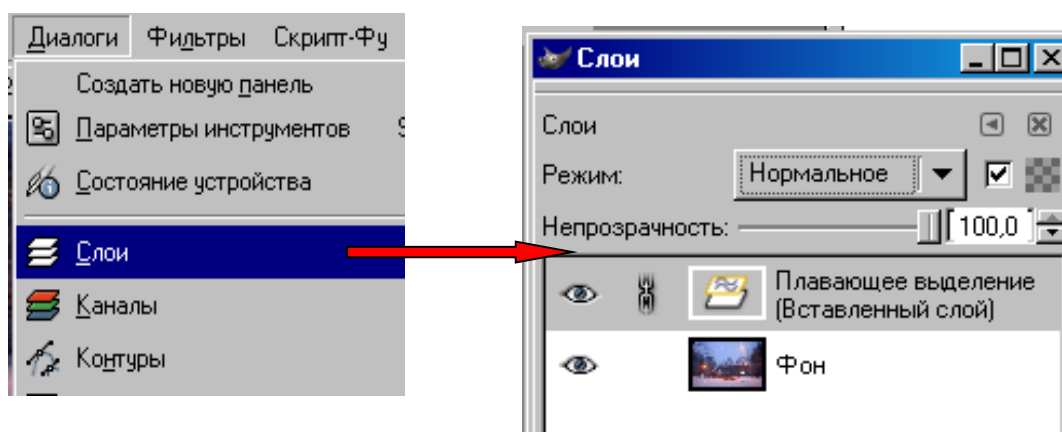 Диалоги Фильтры Скрипт-Фу
Создать новую панель
Параметры инструментов
Состояние устройства
Слои
Каналы
Контуры
Слои
Слои
Режим: Нормальное
Непрозрачность: 100,0
Плавающее выделение
(Вставленный слой)
Фон